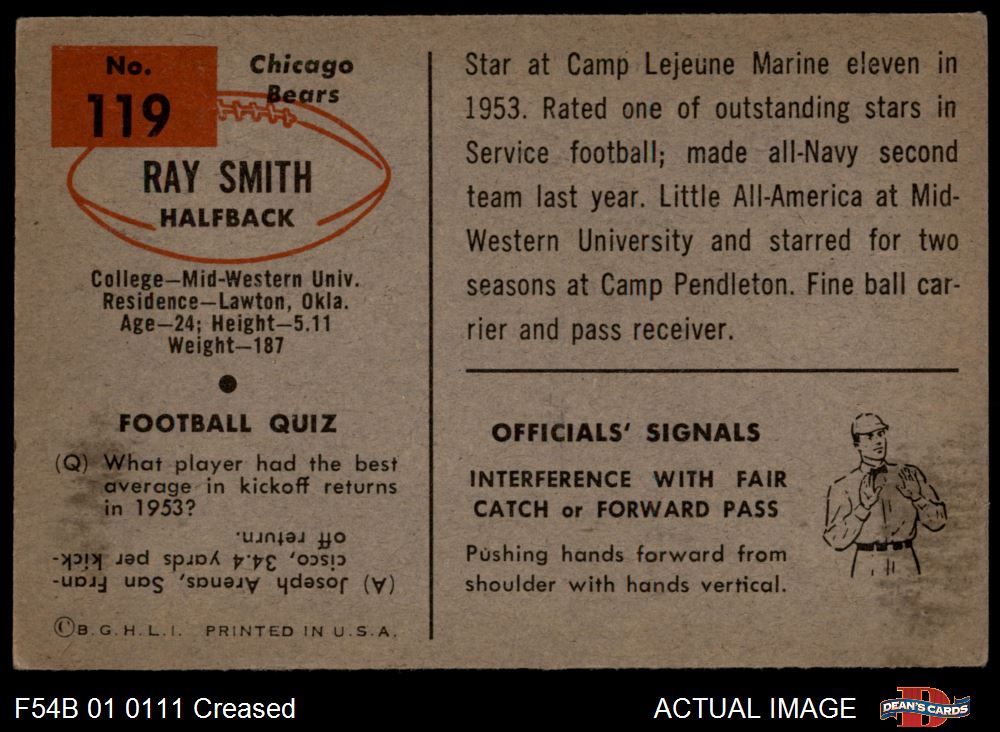 No.
119
Chicago
Bears
RAY SMITH
HALFBACK
College—Mid-Western Univ.
Residence—Lawton, Okla.
Age—24; Height—5.11
Weight—187
FOOTBALL QUIZ
(Q) What player had the best
average in kickoff returns
in 1953?
(A) Joseph Arenas, San Fran-
cisco, 34.4 yards per kick-
off return.
©B.G.H.L.I. PRINTED IN U.S.A.
Star at Camp Lejeune Marine eleven in
1953. Rated one of outstanding stars in
Service football; made all-Navy second
team last year. Little All-America at Mid-
Western University and starred for two
seasons at Camp Pendleton. Fine ball car-
rier and pass receiver.
OFFICIALS' SIGNALS
INTERFERENCE WITH FAIR
CATCH or FORWARD PASS
Pushing hands forward from
shoulder with hands vertical.
F54B 01 0111 Creased
ACTUAL IMAGE
D
DEAN'S CARDS